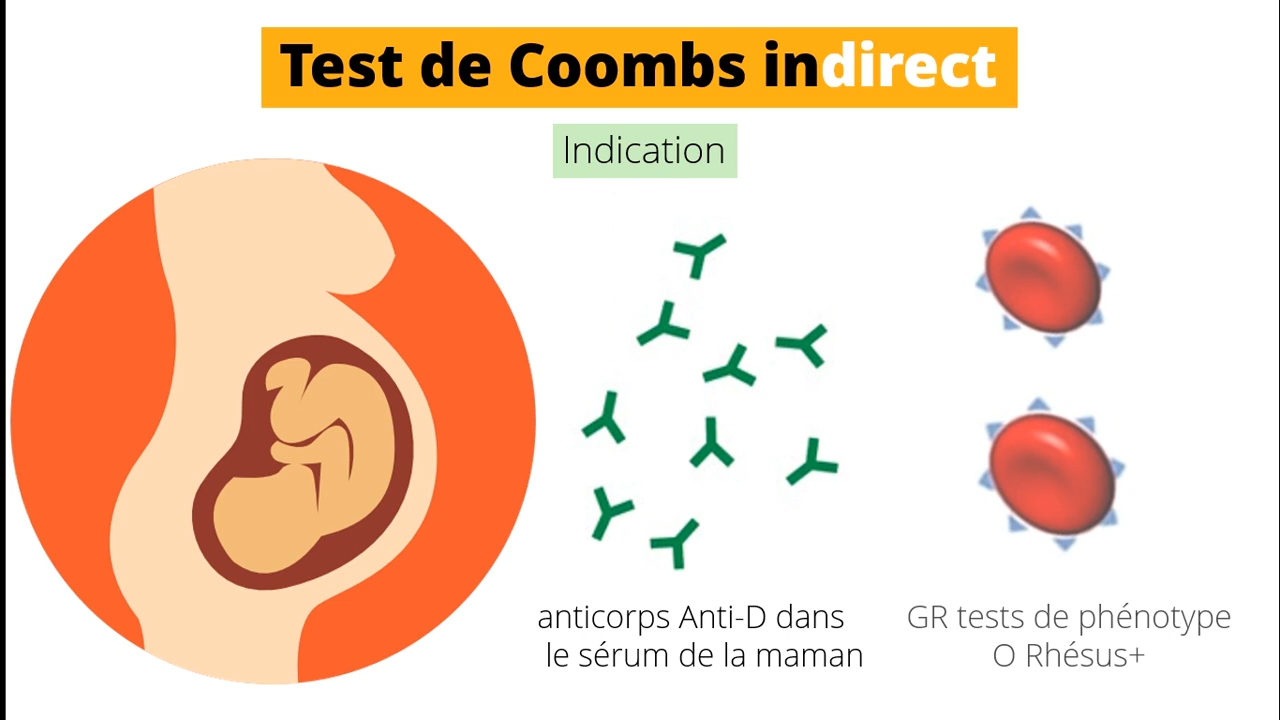 Test de Coombs indirect
Indication
anticorps Anti-D dans
le sérum de la maman
GR tests de phénotype
O Rhésus+